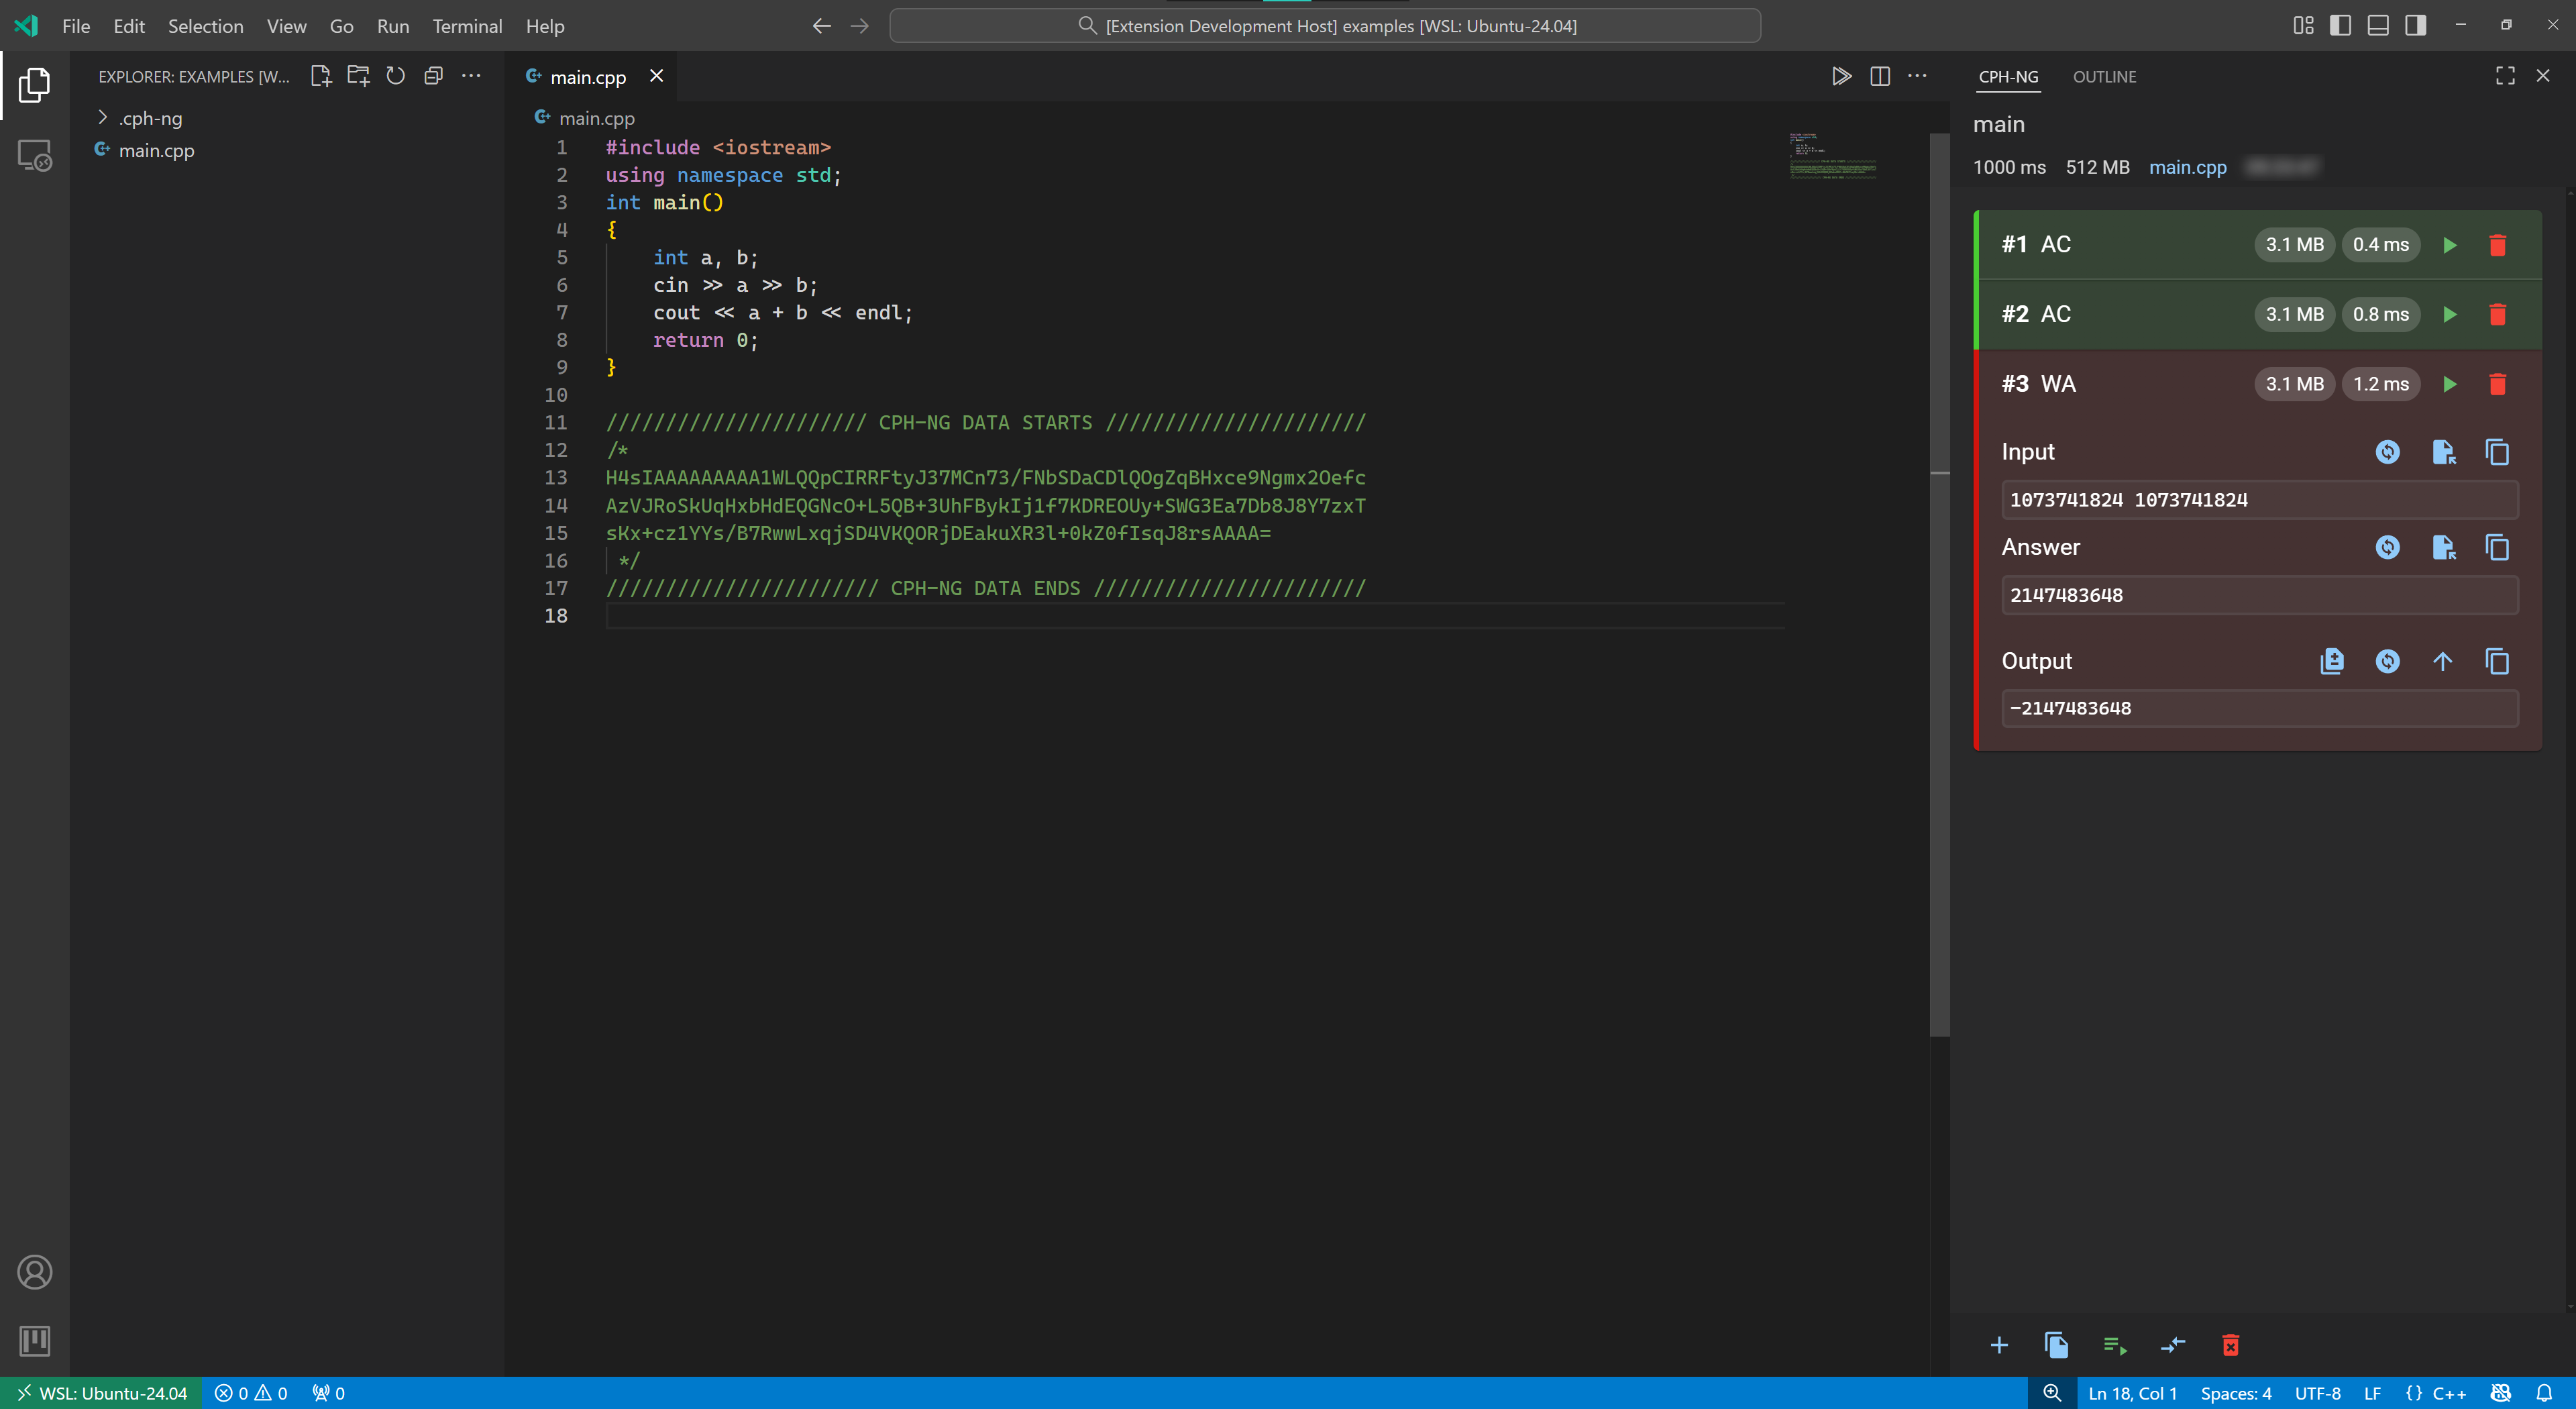 File Edit Selection View Go Run Terminal Help
[Extension Development Host] examples [WSL: Ubuntu-24.04]
EXPLORER: EXAMPLES [W...
.cph-ng
main.cpp
main.cpp
main.cpp
1 #include <iostream>
2 using namespace std;
3 int main()
4 {
5 int a, b;
6 cin >> a >> b;
7 cout << a + b << endl;
8 return 0;
9 }
10
11 ////////////////////// CPH-NG DATA STARTS //////////////////////
12 /*
13 H4sIAAAAAAAAA1WLQQpCIRRFtyJ37MCn73/FNbSDaCDlQOgZqBHxce9Ngmx2Oefc
14 AzVJRoSkUqHxbHdEQGNcO+L5QB+3UhFBykIj1f7KDREOUy+SWG3Ea7Db8J8Y7zxT
15 sKx+cz1YYs/B7RwwLxqjSD4VKQORjDEakuXR3l+0kZ0fIsqJ8rsAAAA=
16 */
17 /////////////////////// CPH-NG DATA ENDS ///////////////////////
18
CPH-NG OUTLINE
main
1000 ms 512 MB main.cpp
#1 AC 3.1 MB 0.4 ms
#2 AC 3.1 MB 0.8 ms
#3 WA 3.1 MB 1.2 ms
Input
1073741824 1073741824
Answer
2147483648
Output
-2147483648
WSL: Ubuntu-24.04 0 0 0
Ln 18, Col 1 Spaces: 4 UTF-8 LF {} C++